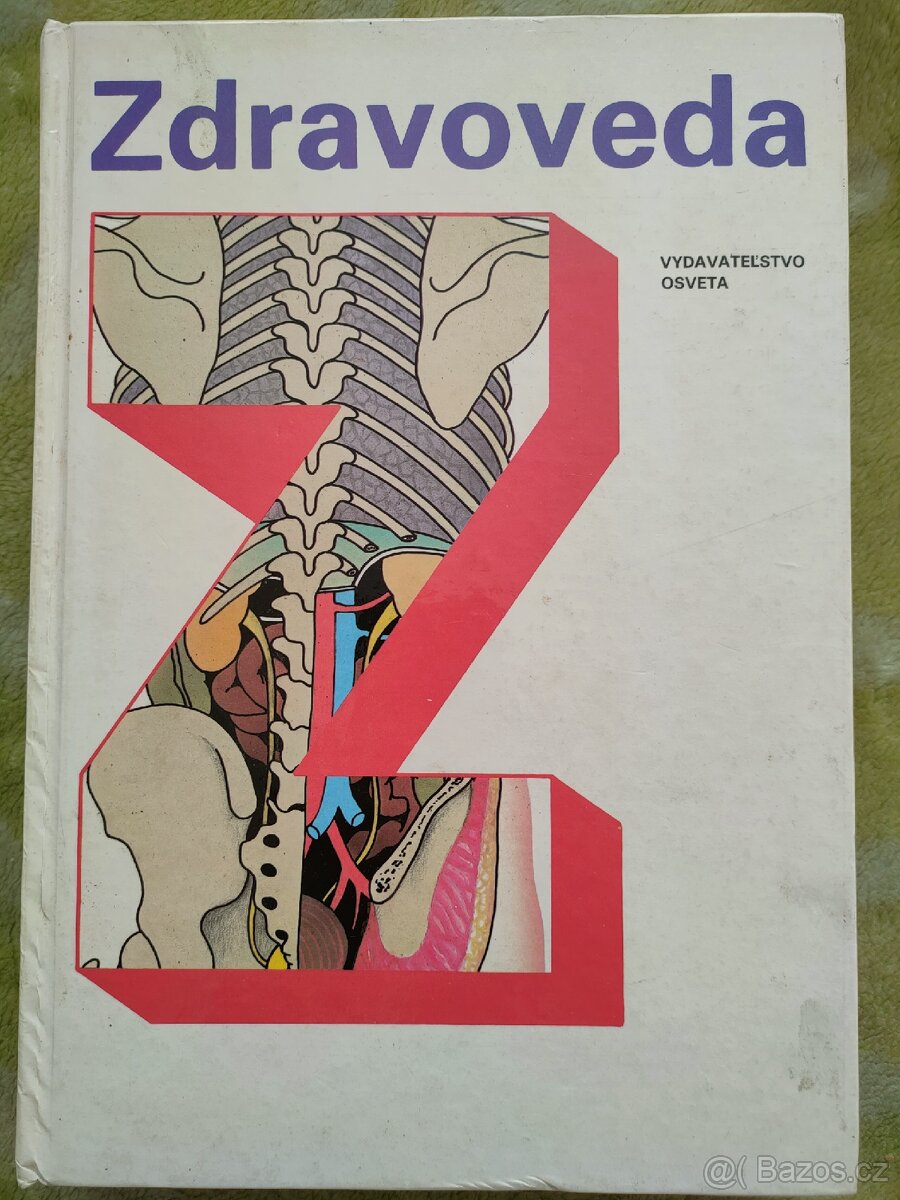 Zdravoveda
VYDAVATEĽSTVO
OSVETA
@( Bazos.cz